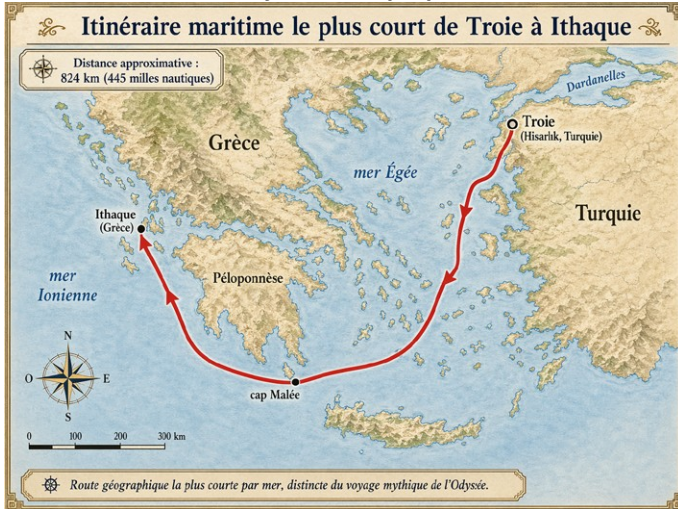 Itinéraire maritime le plus court de Troie à Ithaque
Distance approximative :
824 km (445 milles nautiques)
Dardanelles
Troie
(Hisarlık, Turquie)
Grèce
mer Égée
Turquie
Ithaque
(Grèce)
Péloponnèse
mer
Ionienne
N
O
E
S
cap Malée
0 100 200 300 km
Route géographique la plus courte par mer, distincte du voyage mythique de l'Odyssée.